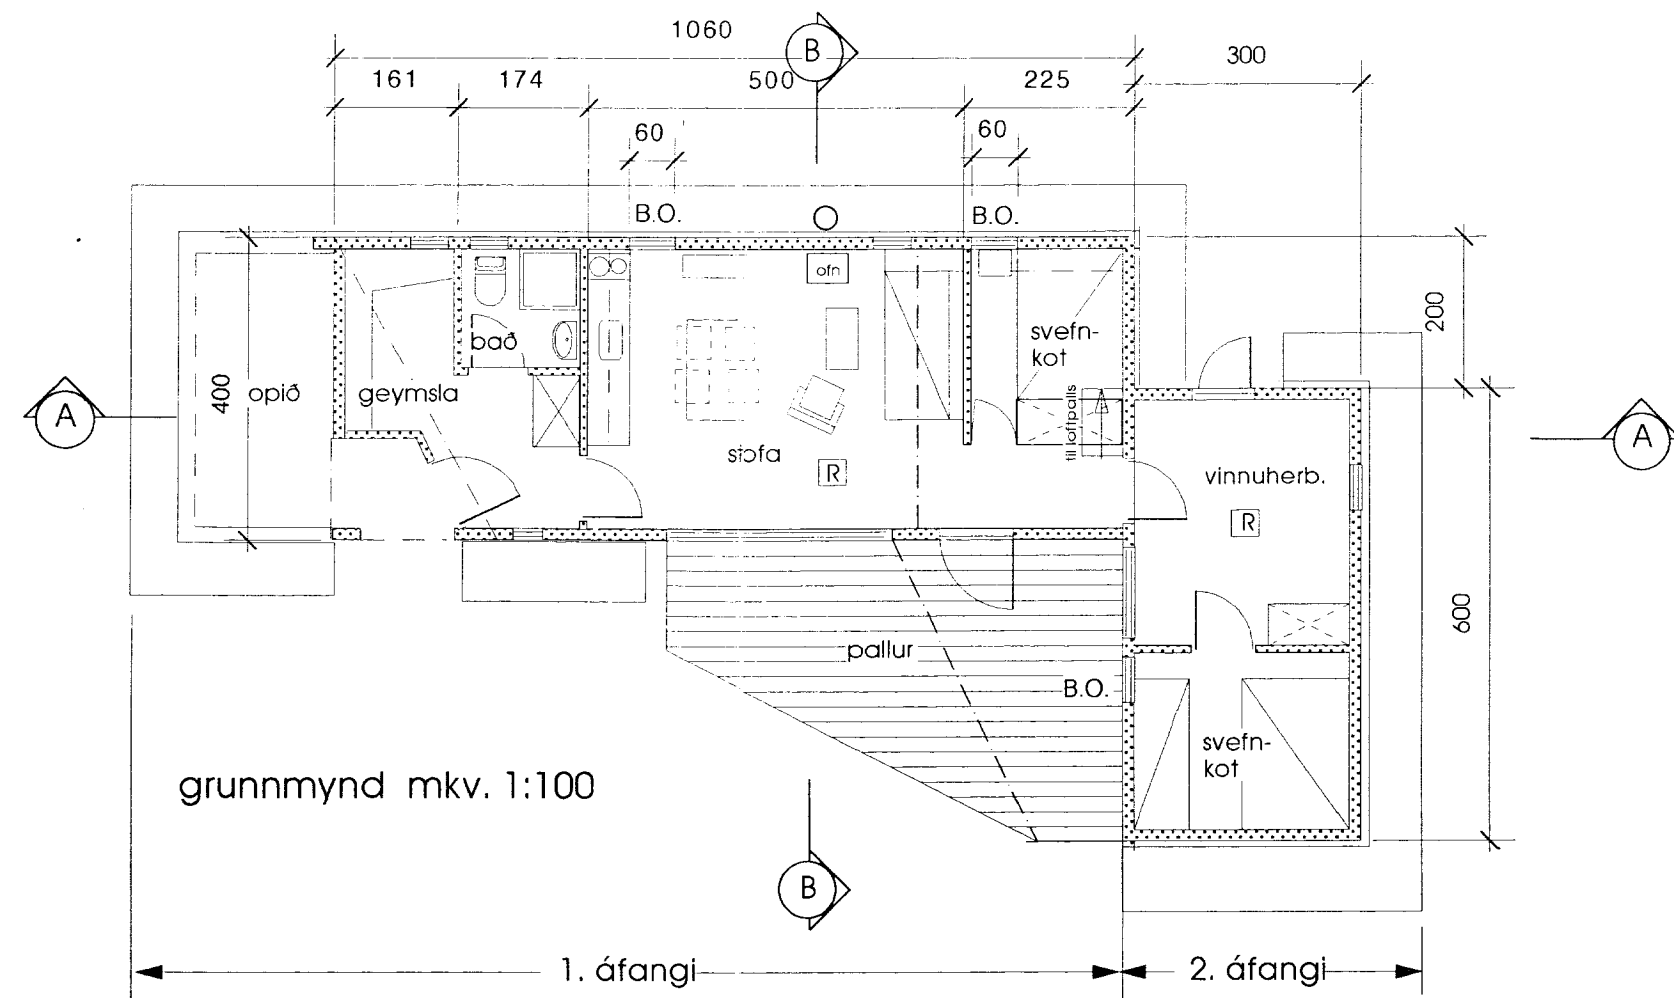 1060
B
300
161
174
500
225
60
60
B.O.
B.O.
ofn
200
bað
svefn-
kot
400
opið
geymsla
til loftpalls
A
A
stofa
R
vinnuherb.
R
600
pallur
B.O.
svefn-
kot
grunnmynd mkv. 1:100
B
1. áfangi
2. áfangi